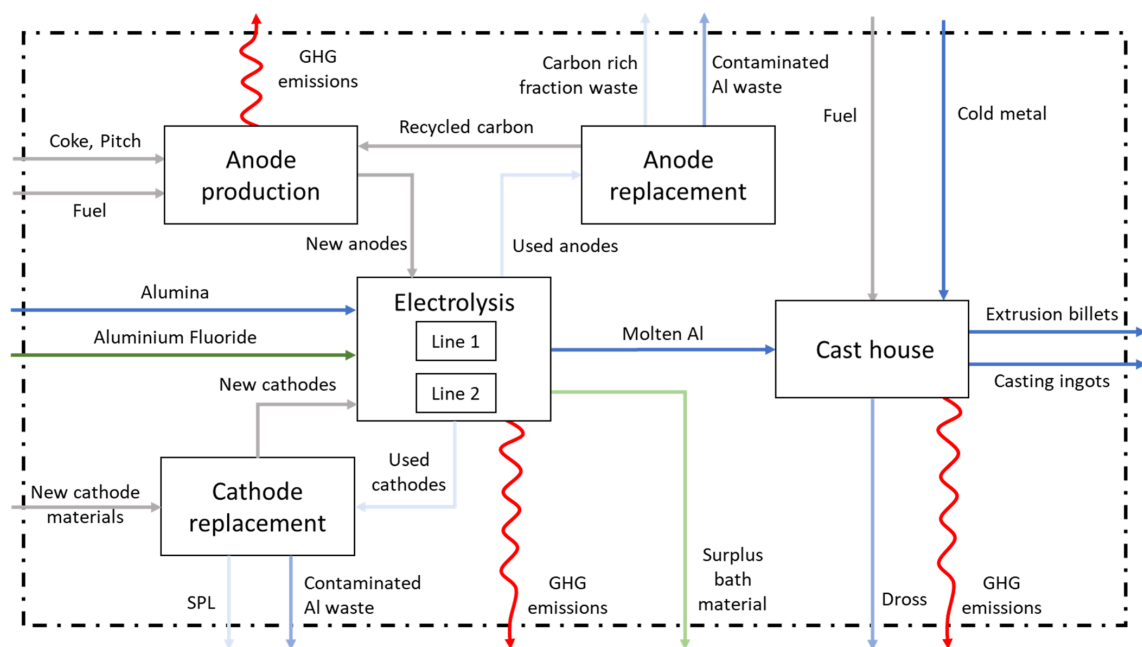 GHG
emissions
Carbon rich
fraction waste
Contaminated
Al waste
Fuel
Cold metal
Coke, Pitch
Fuel
Anode
production
Recycled carbon
Anode
replacement
New anodes
Used anodes
Alumina
Aluminium Fluoride
Electrolysis
Line 1
Line 2
Molten Al
Cast house
Extrusion billets
Casting ingots
New cathodes
Used
cathodes
New cathode
materials
Cathode
replacement
SPL
Contaminated
Al waste
GHG
emissions
Surplus
bath
material
Dross
GHG
emissions